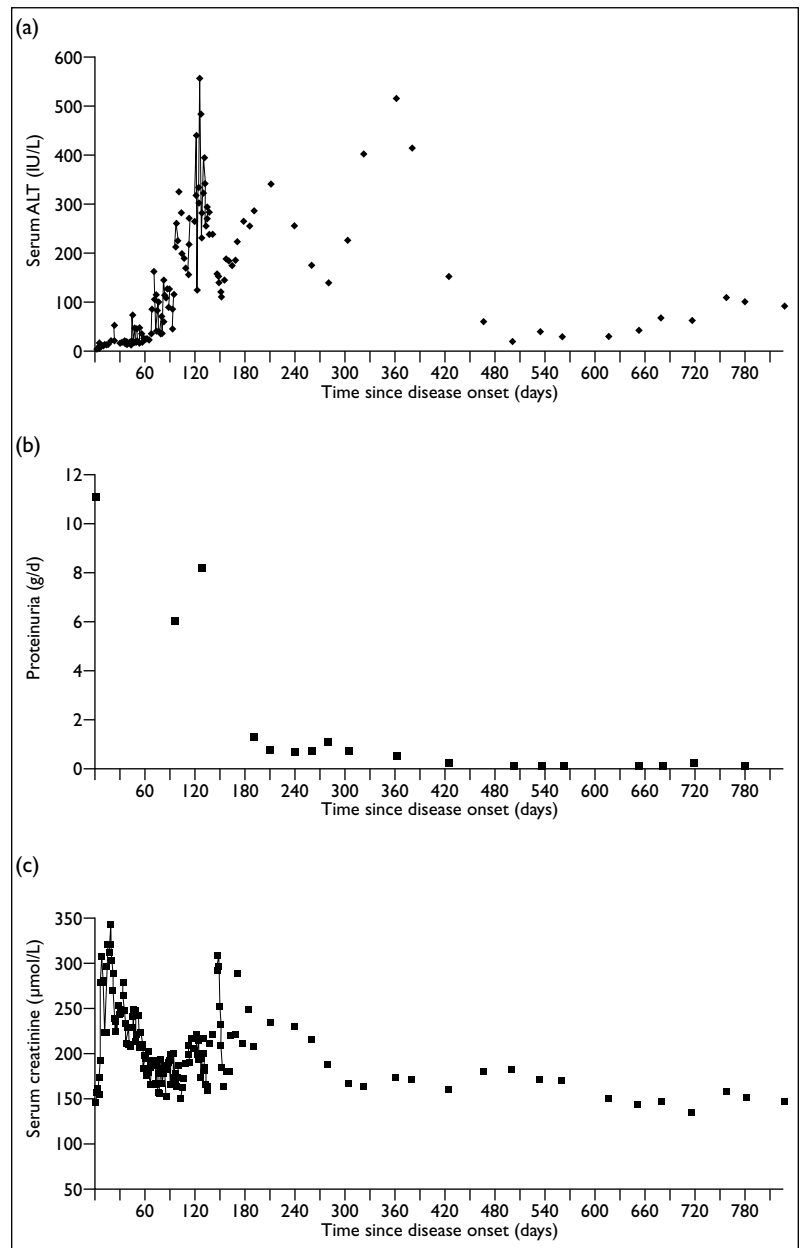 (a)
600
500
400
300
200
100
0
Serum ALT (IU/L)
60 120 180 240 300 360 420 480 540 600 660 720 780
Time since disease onset (days)
(b)
12
10
8
6
4
2
0
Proteinuria (g/d)
60 120 180 240 300 360 420 480 540 600 660 720 780
Time since disease onset (days)
(c)
350
300
250
200
150
100
50
Serum creatinine (µmol/L)
60 120 180 240 300 360 420 480 540 600 660 720 780
Time since disease onset (days)